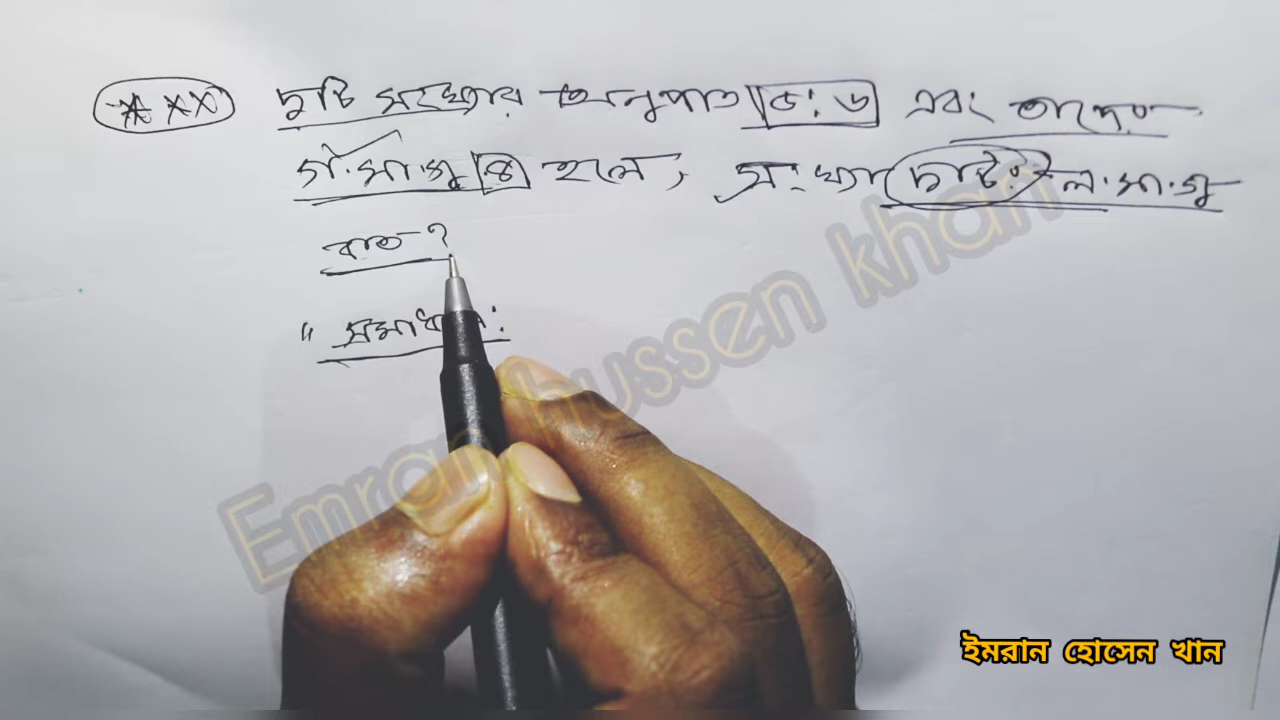 *** দুটি সংখ্যার অনুপাত ৫:৬ এবং তাদের
গ.সা.গু ৪ হলে, সংখ্যা দুটির ল.সা.গু
কত-?
" সমাধান:
Emran hussen khan
ইমরান হোসেন খান